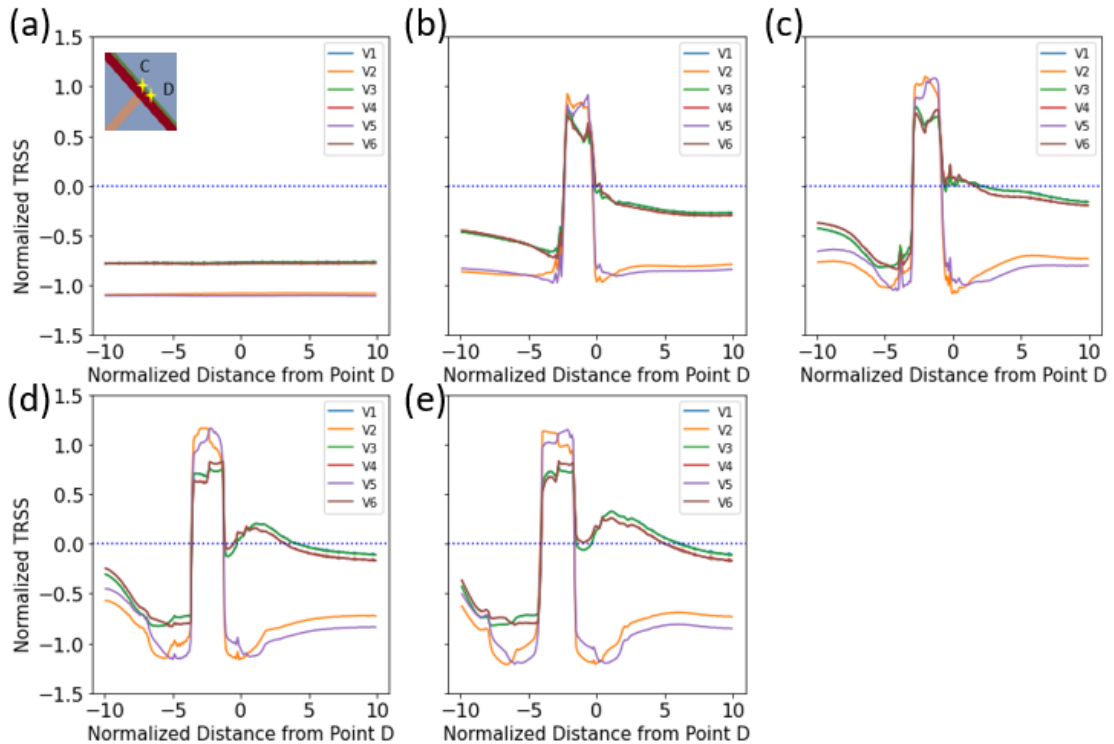 (a)
(b)
(c)
1.5
1.0
0.5
0.0
−0.5
−1.0
−1.5
Normalized TRSS
C
D
V1
V2
V3
V4
V5
V6
V1
V2
V3
V4
V5
V6
V1
V2
V3
V4
V5
V6
−10 −5 0 5 10
−10 −5 0 5 10
−10 −5 0 5 10
Normalized Distance from Point D
Normalized Distance from Point D
Normalized Distance from Point D
(d)
(e)
1.5
1.0
0.5
0.0
−0.5
−1.0
−1.5
Normalized TRSS
V1
V2
V3
V4
V5
V6
V1
V2
V3
V4
V5
V6
−10 −5 0 5 10
−10 −5 0 5 10
Normalized Distance from Point D
Normalized Distance from Point D